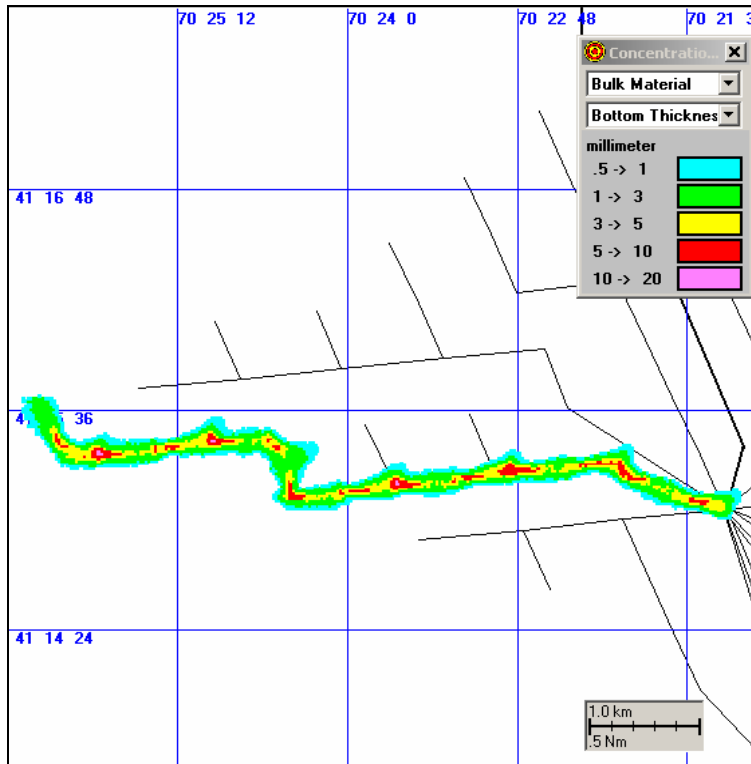 70 25 12
70 24 0
70 22 48
70 21 3
Concentratio...
Bulk Material
Bottom Thicknes
millimeter
.5 -> 1
1 -> 3
3 -> 5
5 -> 10
10 -> 20
41 16 48
36
41 14 24
1.0 km
.5 Nm